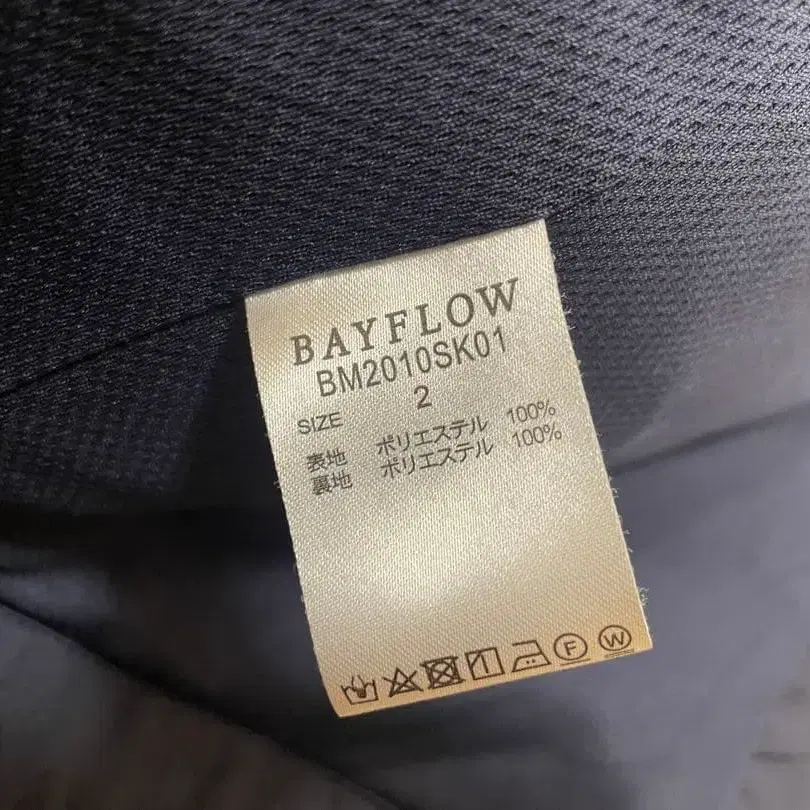 BAYFLOW
BM2010SK01
SIZE 2
表地 ポリエステル 100%
裏地 ポリエステル 100%
F W